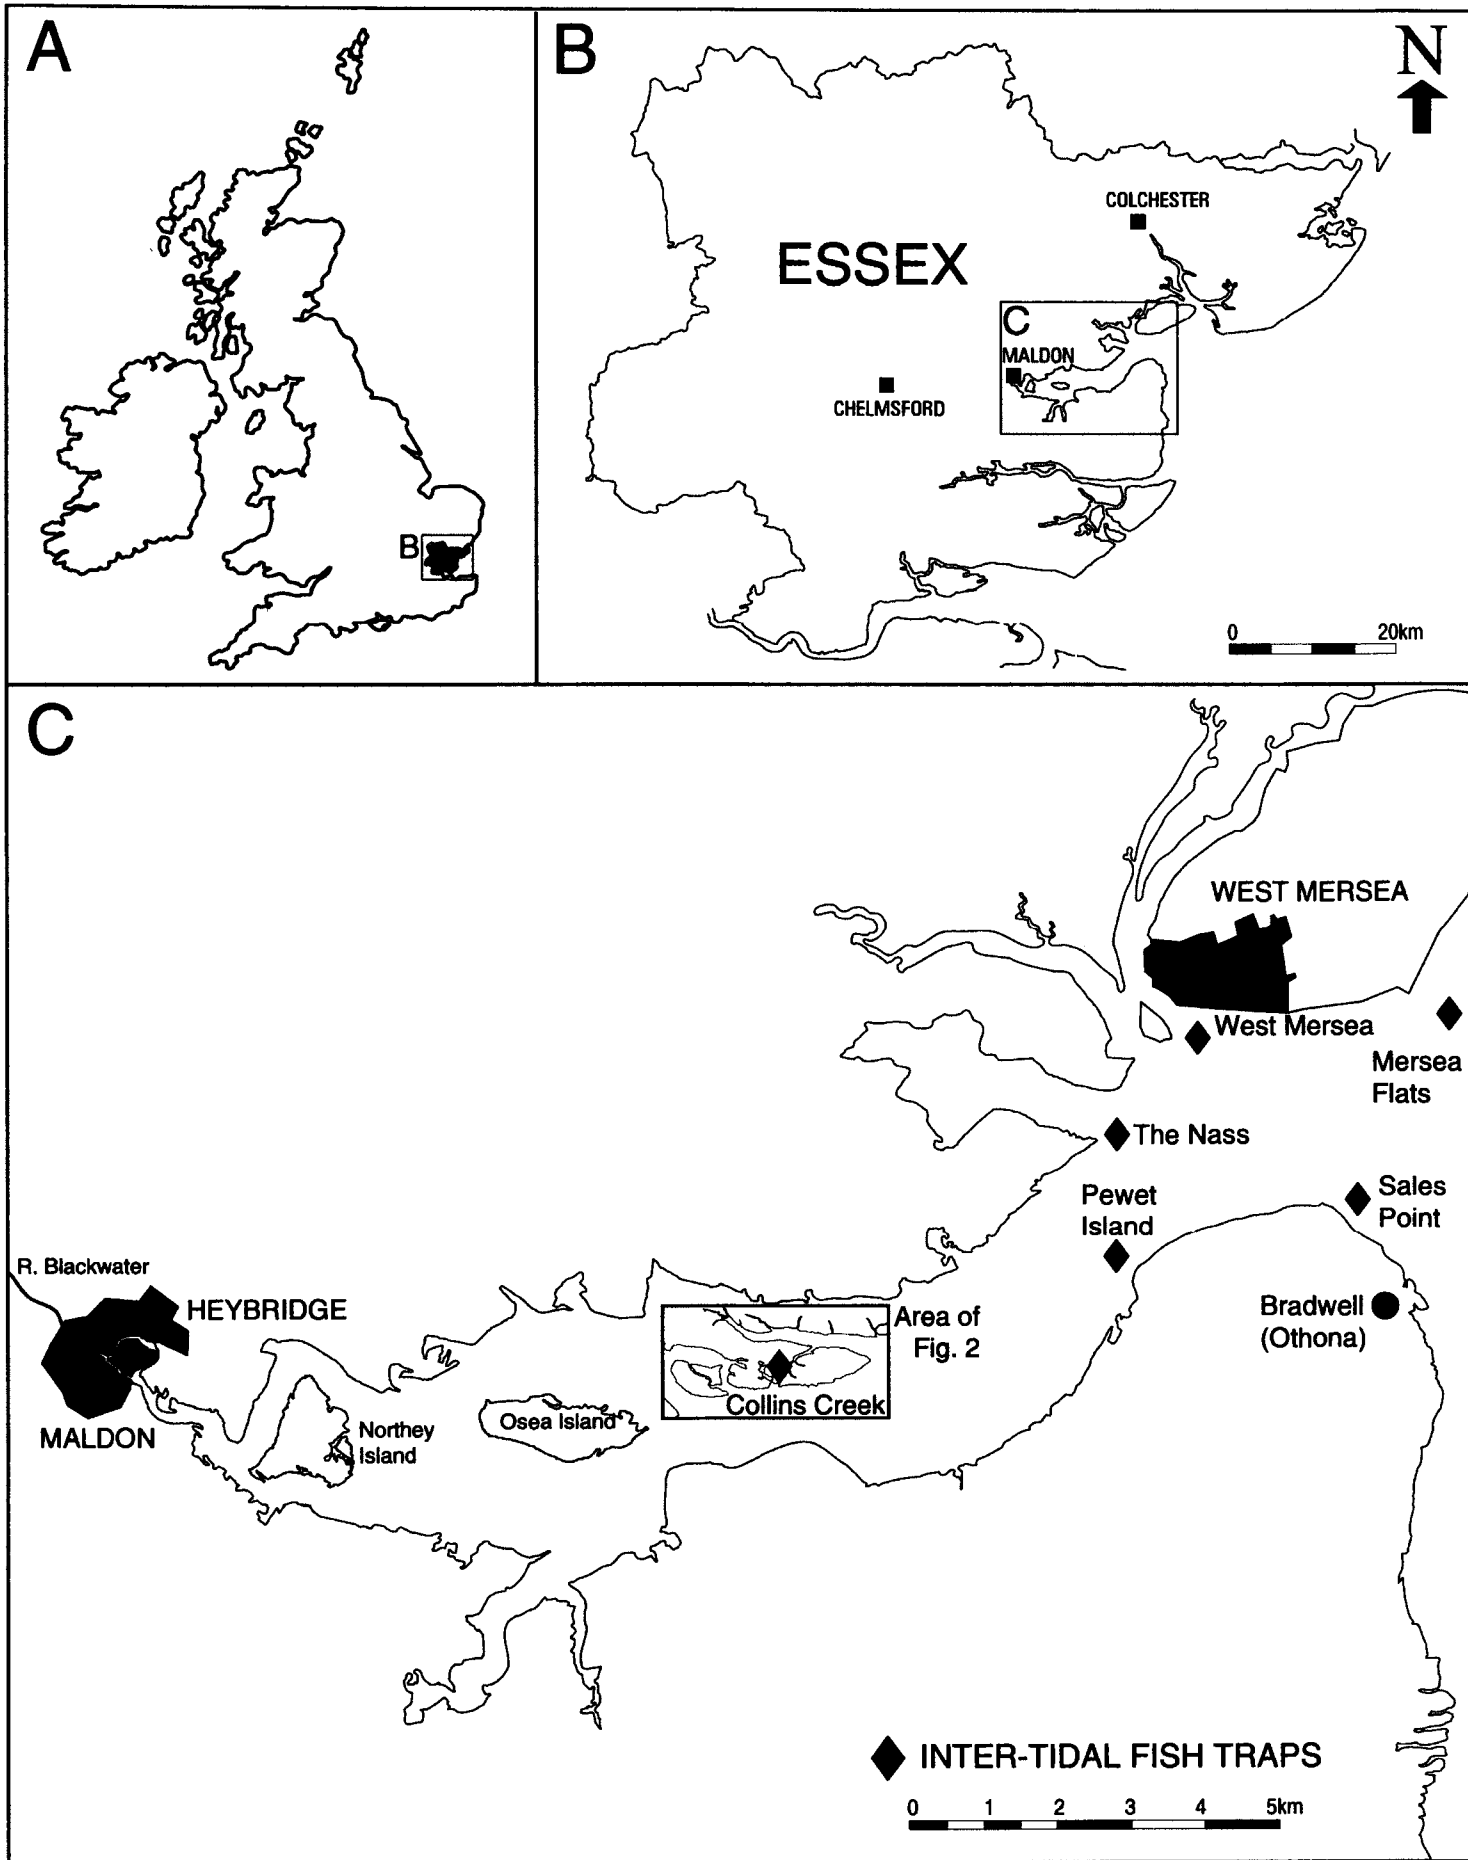 A
B
B
N
COLCHESTER
ESSEX
C
MALDON
CHELMSFORD
0 20km
C
WEST MERSEA
West Mersea
Mersea
Flats
The Nass
Pewet
Island
Sales
Point
R. Blackwater
HEYBRIDGE
Bradwell
(Othona)
Area of
Fig. 2
Collins Creek
MALDON
Northey
Island
Osea Island
INTER-TIDAL FISH TRAPS
0 1 2 3 4 5km